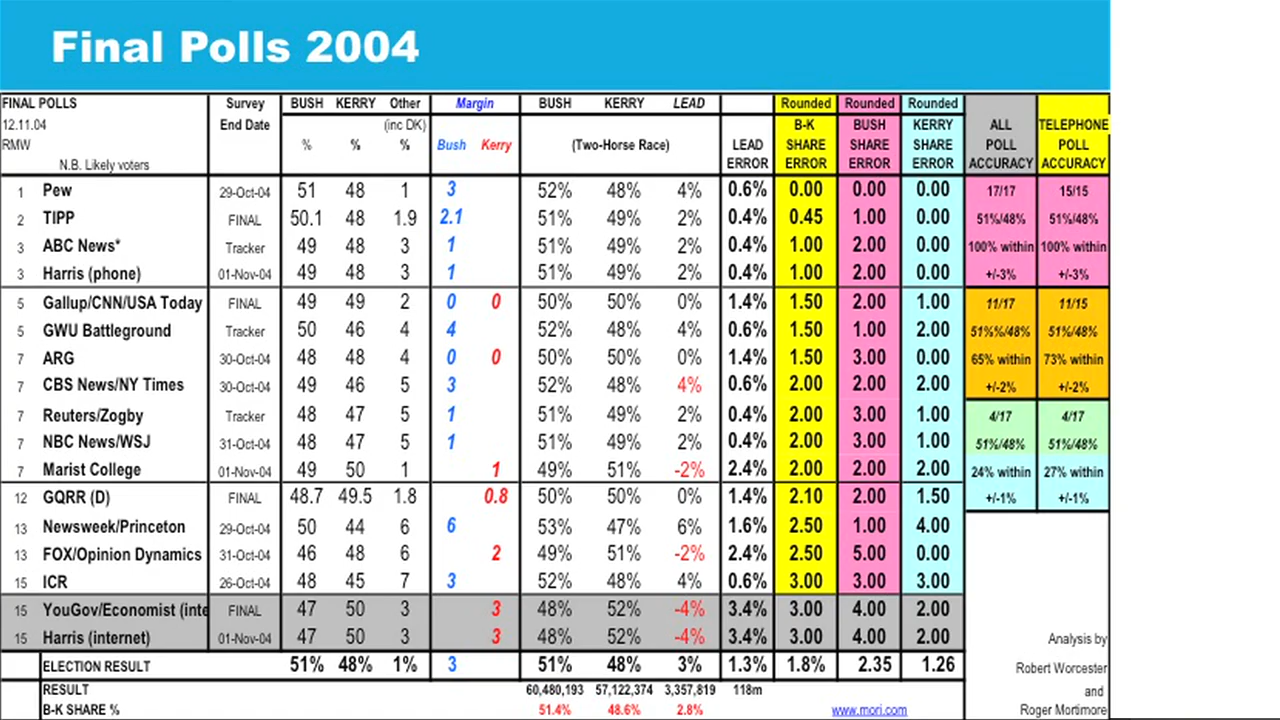 Final Polls 2004
FINAL POLLS Survey BUSH KERRY Other Margin BUSH KERRY LEAD Rounded Rounded Rounded
12.11.04 End Date (inc DK) B-K BUSH KERRY ALL TELEPHONE
RMW % % % Bush Kerry (Two-Horse Race) LEAD SHARE SHARE SHARE POLL POLL
N.B. Likely voters ERROR ERROR ERROR ERROR ACCURACY ACCURACY
1 Pew 29-Oct-04 51 48 1 3 52% 48% 4% 0.6% 0.00 0.00 0.00 17/17 15/15
2 TIPP FINAL 50.1 48 1.9 2.1 51% 49% 2% 0.4% 0.45 1.00 0.00 51%/48% 51%/48%
3 ABC News* Tracker 49 48 3 1 51% 49% 2% 0.4% 1.00 2.00 0.00 100% within 100% within
3 Harris (phone) 01-Nov-04 49 48 3 1 51% 49% 2% 0.4% 1.00 2.00 0.00 +/-3% +/-3%
5 Gallup/CNN/USA Today FINAL 49 49 2 0 0 50% 50% 0% 1.4% 1.50 2.00 1.00 11/17 11/15
5 GWU Battleground Tracker 50 46 4 4 52% 48% 4% 0.6% 1.50 1.00 2.00 51%%/48% 51%/48%
7 ARG 30-Oct-04 48 48 4 0 0 50% 50% 0% 1.4% 1.50 3.00 0.00 65% within 73% within
7 CBS News/NY Times 30-Oct-04 49 46 5 3 52% 48% 4% 0.6% 2.00 2.00 2.00 +/-2% +/-2%
7 Reuters/Zogby Tracker 48 47 5 1 51% 49% 2% 0.4% 2.00 3.00 1.00 4/17 4/17
7 NBC News/WSJ 31-Oct-04 48 47 5 1 51% 49% 2% 0.4% 2.00 3.00 1.00 51%/48% 51%/48%
7 Marist College 01-Nov-04 49 50 1 1 49% 51% -2% 2.4% 2.00 2.00 2.00 24% within 27% within
12 GQRR (D) FINAL 48.7 49.5 1.8 0.8 50% 50% 0% 1.4% 2.10 2.00 1.50 +/-1% +/-1%
13 Newsweek/Princeton 29-Oct-04 50 44 6 6 53% 47% 6% 1.6% 2.50 1.00 4.00
13 FOX/Opinion Dynamics 31-Oct-04 46 48 6 2 49% 51% -2% 2.4% 2.50 5.00 0.00
15 ICR 26-Oct-04 48 45 7 3 52% 48% 4% 0.6% 3.00 3.00 3.00
15 YouGov/Economist (inte FINAL 47 50 3 3 48% 52% -4% 3.4% 3.00 4.00 2.00
15 Harris (internet) 01-Nov-04 47 50 3 3 48% 52% -4% 3.4% 3.00 4.00 2.00 Analysis by
ELECTION RESULT 51% 48% 1% 3 51% 48% 3% 1.3% 1.8% 2.35 1.26 Robert Worcester
RESULT 60,480,193 57,122,374 3,357,819 118m and
B-K SHARE % 51.4% 48.6% 2.8% www.mori.com Roger Mortimore